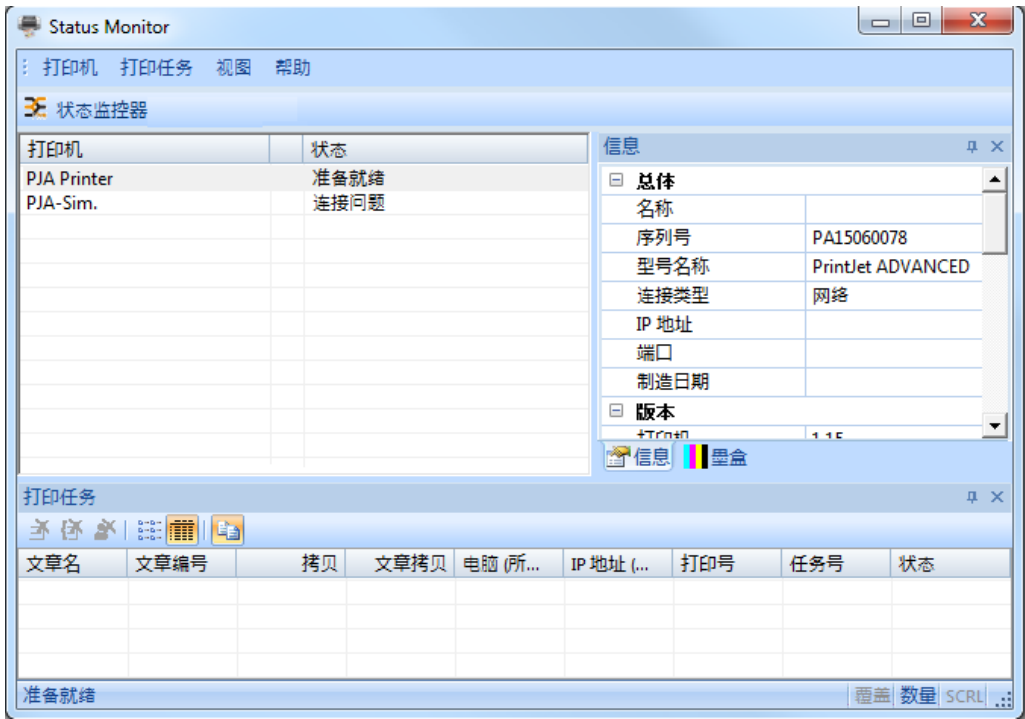 Status Monitor
打印机 打印任务 视图 帮助
状态监控器
打印机 状态
PJA Printer 准备就绪
PJA-Sim. 连接问题
信息
总体
名称
序列号 PA15060078
型号名称 PrintJet ADVANCED
连接类型 网络
IP 地址
端口
制造日期
版本
打印机 1.15
信息 墨盒
打印任务
文章名 文章编号 拷贝 文章拷贝 电脑 (所... IP 地址 (... 打印号 任务号 状态
准备就绪 覆盖 数量 SCRL